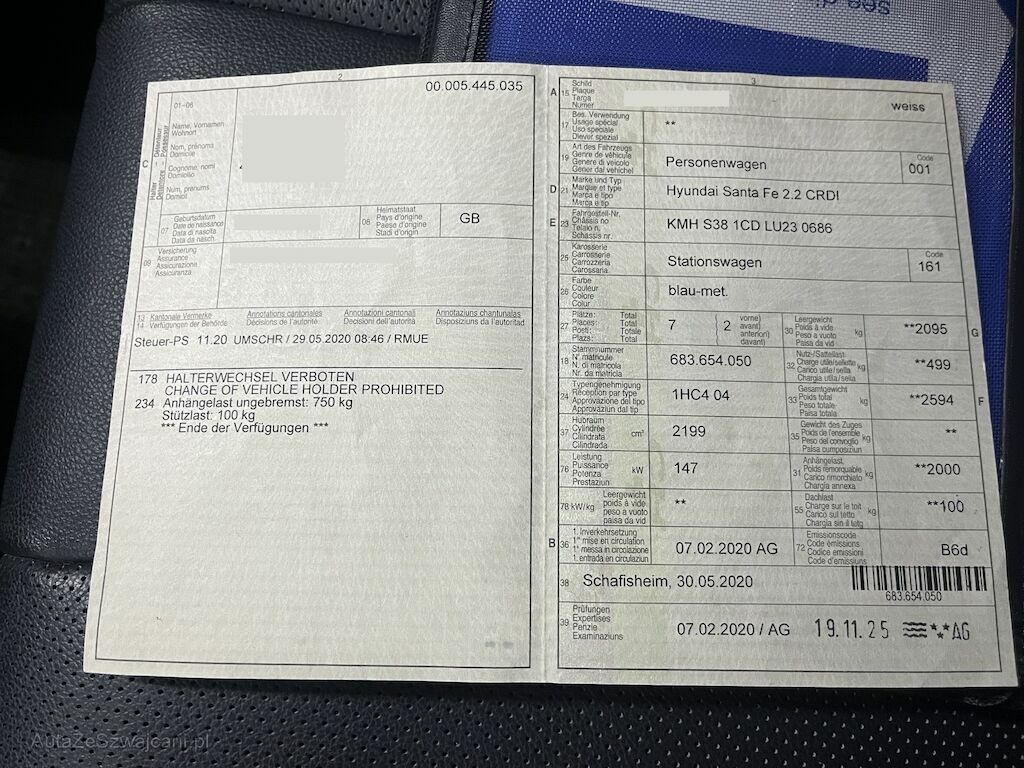 see di
2
00.005.445.035
01-06
C
Halter - Détenteur
Detentore - Possessur
Name, Vornamen
Wohnort
Nom, prénoms
Domicile
Cognome, nomi
Domicilio
Num, prenums
Domicil
07
Geburtsdatum
Date de naissance
Data di nascita
Data da nasch.
08
Heimatstaat
Pays d'origine
Paese d'origine
Stadi d'origin
GB
09
Versicherung
Assurance
Assicurazione
Assicuranza
13 Kantonale Vermerke Annotations cantonales Annotazioni cantonali Annotaziuns chantunalas
14 Verfügungen der Behörde Décisions de l'autorité Decisioni dell'autorità Disposiziuns da l'autoritad
Steuer-PS 11.20 UMSCHR / 29.05.2020 08:46 / RMUE
178 HALTERWECHSEL VERBOTEN
CHANGE OF VEHICLE HOLDER PROHIBITED
234 Anhängelast ungebremst: 750 kg
Stützlast: 100 kg
*** Ende der Verfügungen ***
3
A 15
Schild
Plaque
Targa
Numer
weiss
17
Bes. Verwendung
Usage spécial
Uso speciale
Diever spezial
**
19
Art des Fahrzeugs
Genre de véhicule
Genere di veicolo
Gener dal vehichel
Personenwagen
Code
001
D 21
Marke und Typ
Marque et type
Marca e tipo
Marca e tip
Hyundai Santa Fe 2.2 CRDI
E 23
Fahrgestell-Nr.
Châssis no
Telaio n.
Schassis nr.
KMH S38 1CD LU23 0686
25
Karosserie
Carrosserie
Carrozzeria
Carossaria
Stationswagen
Code
161
26
Farbe
Couleur
Colore
Colur
blau-met.
27
Plätze: Total
Places: Total
Posti: Totale
Plazs: Total
7
2
vorne)
avant)
anteriori)
davant)
30
Leergewicht
Poids à vide
Peso a vuoto
Paisa da vid
kg
**2095
G
18
Stammnummer
N° matricule
N. di matricola
Nr. da matricla
683.654.050
32
Nutz-/Sattellast
Charge utile/sellette
Carico utile/sella
Chargia utila/sella
kg
**499
24
Typengenehmigung
Réception par type
Approvazione del tipo
Approvaziun dal tip
1HC4 04
33
Gesamtgewicht
Poids total
Peso totale
Paisa totala
kg
**2594
F
37
Hubraum
Cylindrée
Cilindrata
Cilindrada
cm³
2199
35
Gewicht des Zuges
Poids de l'ensemble
Peso del convoglio
Paisa cumposiziun
kg
**
76
Leistung
Puissance
Potenza
Prestaziun
kW
147
31
Anhängelast
Poids remorquable
Carico rimorchiato
Chargia annexa
kg
**2000
78 kW/kg
Leergewicht
poids à vide
peso a vuoto
paisa da vid
**
55
Dachlast
Charge sur le toit
Carico sul tetto
Chargia sin il tetg
kg
**100
B 36
1. Inverkehrsetzung
1re mise en circulation
1a messa in circolazione
1. entrada en circulaziun
07.02.2020 AG
72
Emissionscode
Code émissions
Codice emissioni
Code d'emissiuns
B6d
38
Schafisheim, 30.05.2020
683.654.050
39
Prüfungen
Expertises
Perizie
Examinaziuns
07.02.2020 / AG
19.11.25
AG
AutaZeSzwajcarii.pl